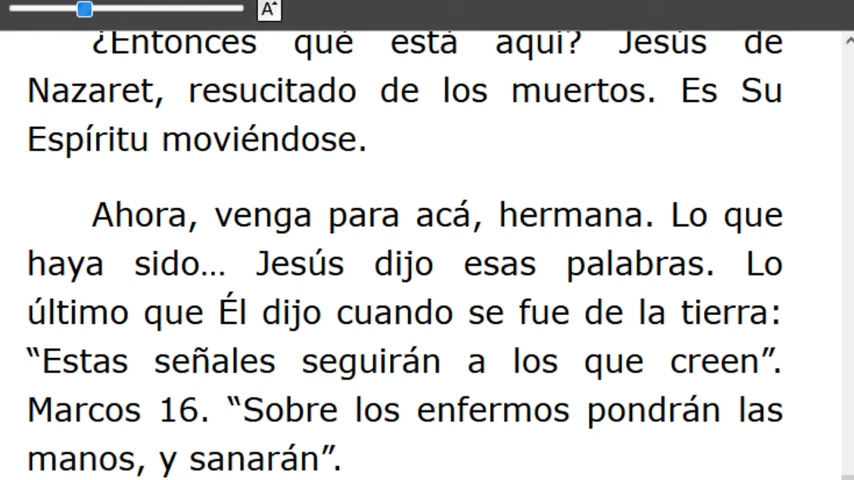 A
¿Entonces qué está aquí? Jesús de
Nazaret, resucitado de los muertos. Es Su
Espíritu moviéndose.
Ahora, venga para acá, hermana. Lo que
haya sido... Jesús dijo esas palabras. Lo
último que Él dijo cuando se fue de la tierra:
“Estas señales seguirán a los que creen”.
Marcos 16. “Sobre los enfermos pondrán las
manos, y sanarán”.